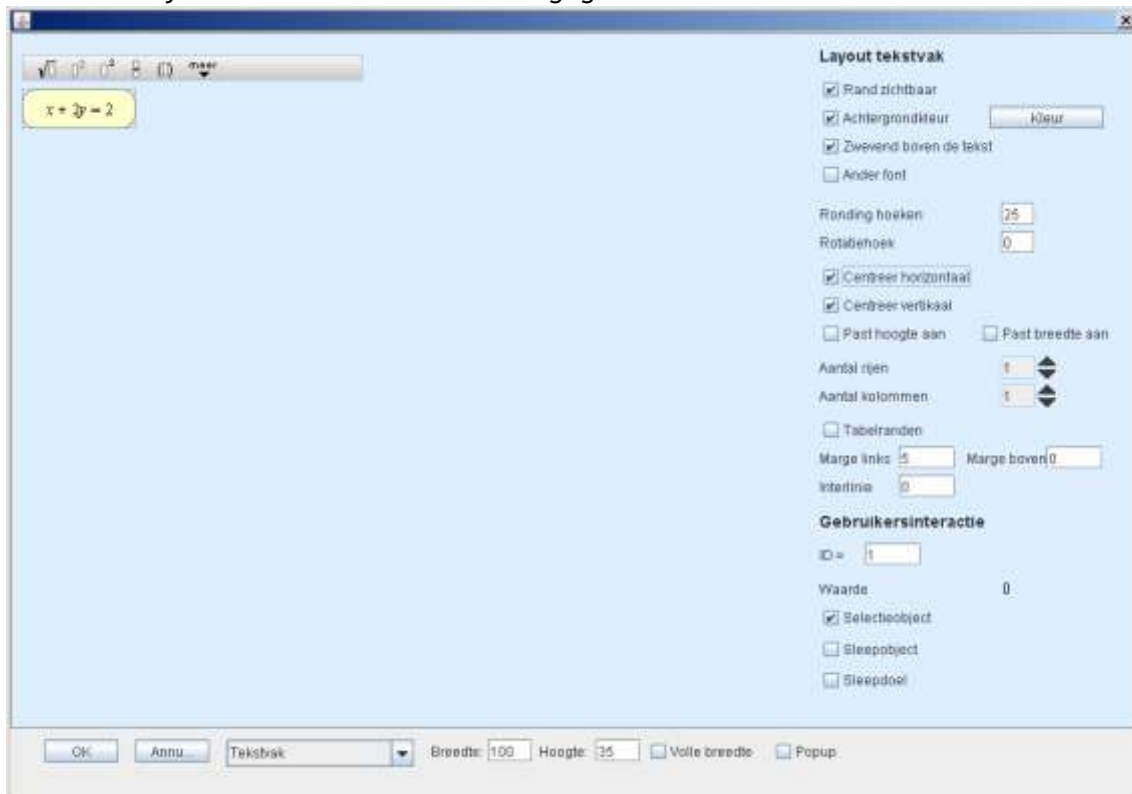 meer
x + 2y = 2
Layout tekstvak
Rand zichtbaar
Achtergrondkleur Kleur
Zwevend boven de tekst
Ander font
Ronding hoeken 25
Rotatiehoek 0
Centreer horizontaal
Centreer vertikaal
Past hoogte aan Past breedte aan
Aantal rijen 1
Aantal kolommen 1
Tabelranden
Marge links 5 Marge boven 0
Interlinie 0
Gebruikersinteractie
ID = 1
Waarde 0
Selectieobject
Sleepobject
Sleepdoel
OK Annu... Tekstvak Breedte: 100 Hoogte: 35 Volle breedte Popup